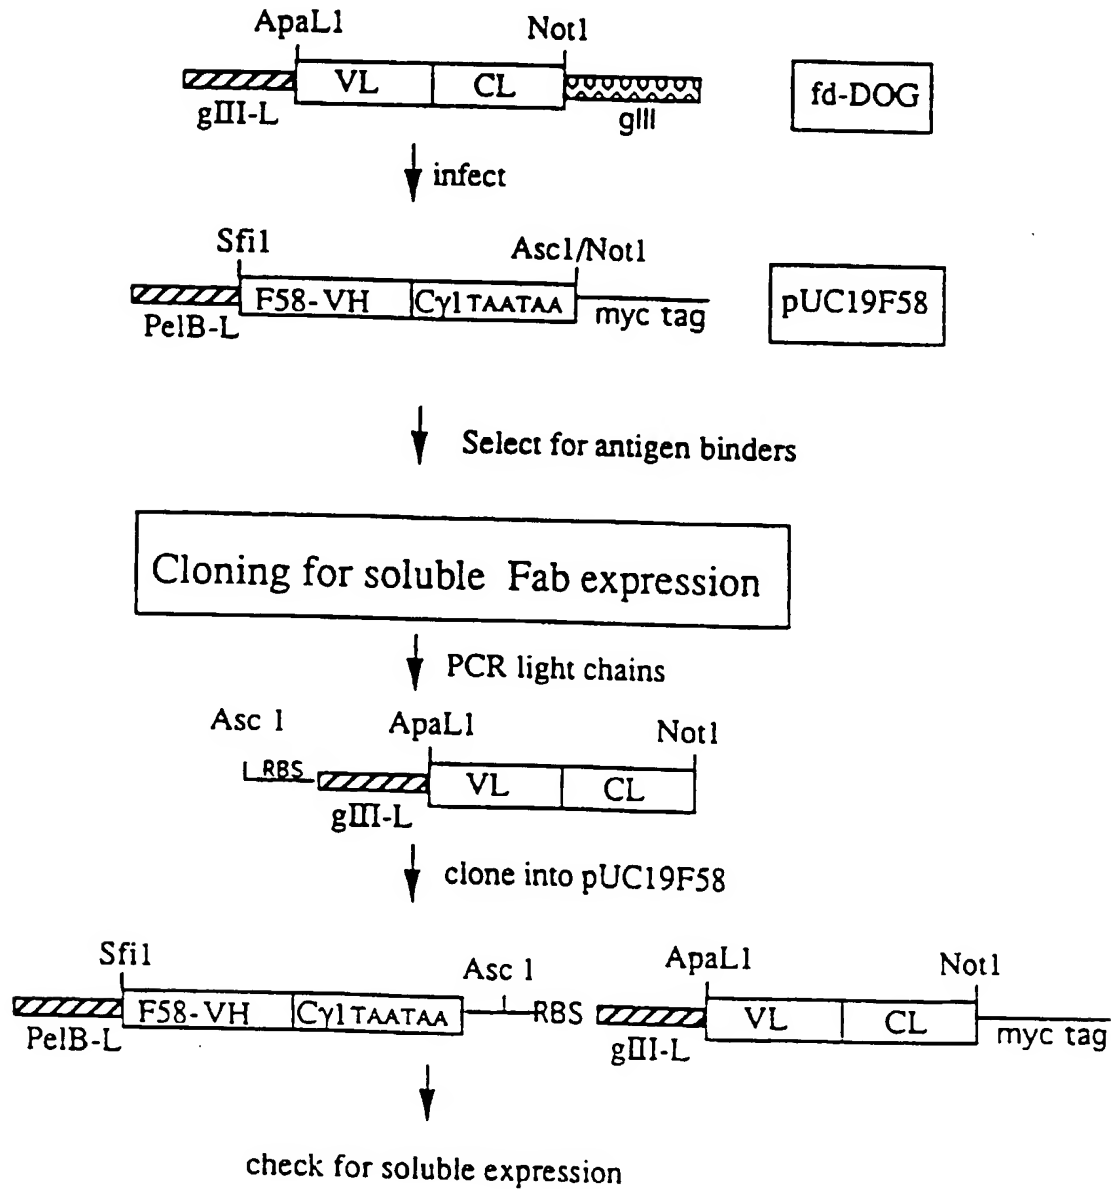 ApaL1 Not1
VL CL
fd-DOG
gIII-L gIII
infect
Sfi1 Asc1/Not1
F58-VH Cγ1 TAATAA
pUC19F58
PelB-L myc tag
Select for antigen binders
Cloning for soluble Fab expression
PCR light chains
Asc 1 ApaL1 Not1
RBS VL CL
gIII-L
clone into pUC19F58
Sfi1 Asc 1 ApaL1 Not1
F58-VH Cγ1 TAATAA RBS VL CL
PelB-L gIII-L myc tag
check for soluble expression